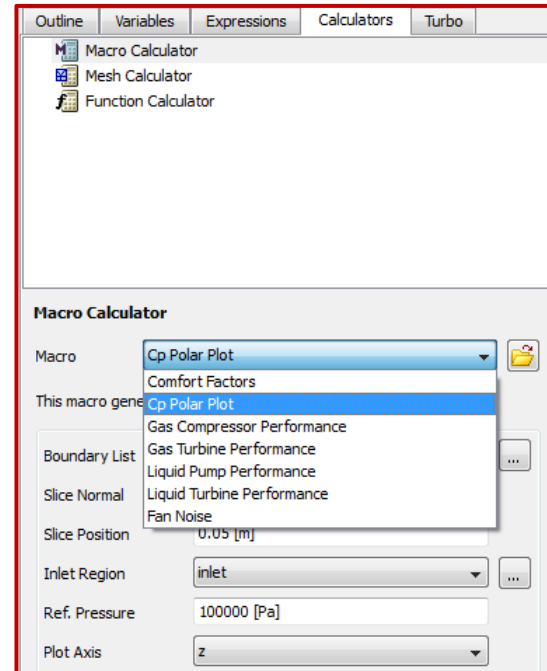 Outline Variables Expressions Calculators Turbo
Macro Calculator
Mesh Calculator
Function Calculator
Macro Calculator
Macro Cp Polar Plot
Comfort Factors
This macro gene Cp Polar Plot
Gas Compressor Performance
Boundary List Gas Turbine Performance ...
Liquid Pump Performance
Slice Normal Liquid Turbine Performance
Fan Noise
Slice Position 0.05 [m]
Inlet Region inlet ...
Ref. Pressure 100000 [Pa]
Plot Axis z